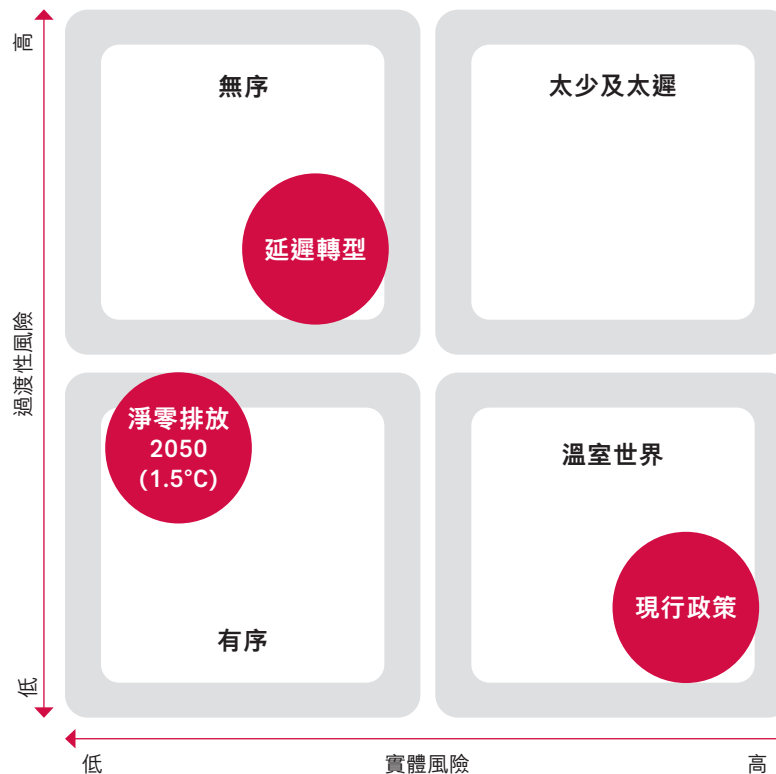 高
無序
太少及太遲
延遲轉型
過渡性風險
淨零排放
2050
(1.5°C)
溫室世界
現行政策
有序
低
低
實體風險
高